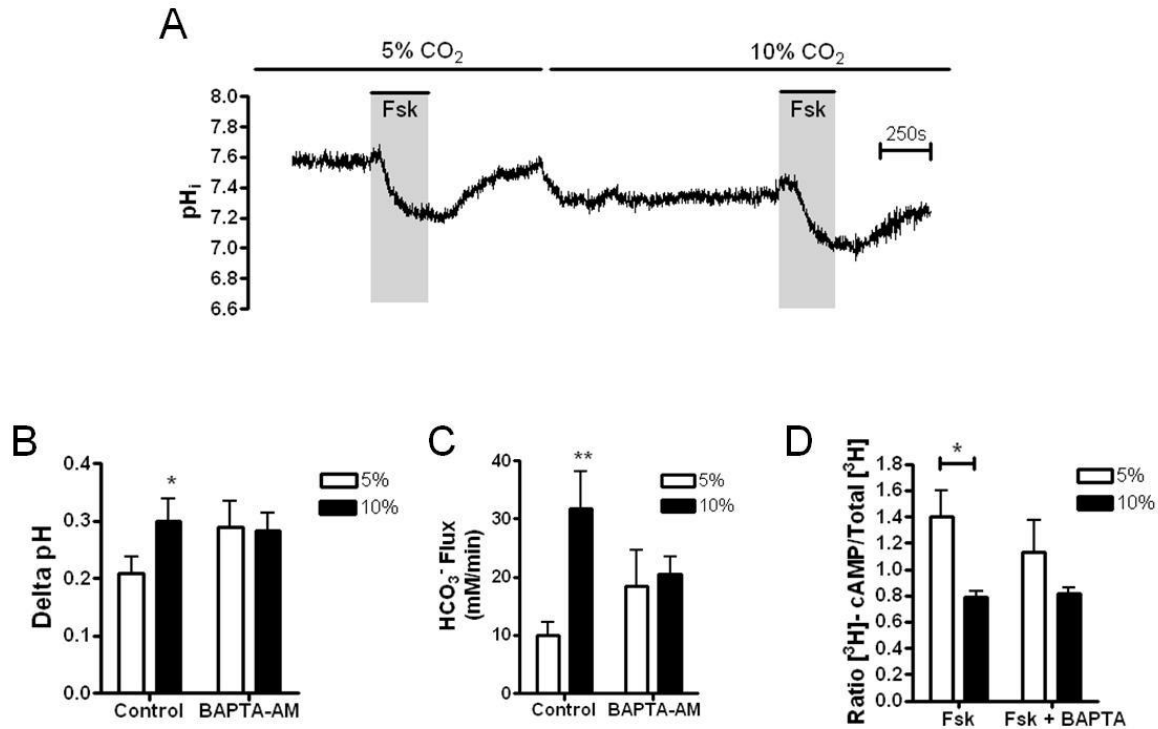 A
5% CO₂
10% CO₂
Fsk
Fsk
250s
8.0
7.8
7.6
7.4
7.2
7.0
6.8
6.6
pHᵢ
B
0.4
0.3
0.2
0.1
0.0
Delta pH
*
5%
10%
Control
BAPTA-AM
C
40
30
20
10
0
HCO₃⁻ Flux
(mM/min)
**
5%
10%
Control
BAPTA-AM
D
1.8
1.6
1.4
1.2
1.0
0.8
0.6
0.4
0.2
0.0
Ratio [³H]- cAMP/Total [³H]
*
5%
10%
Fsk
Fsk + BAPTA